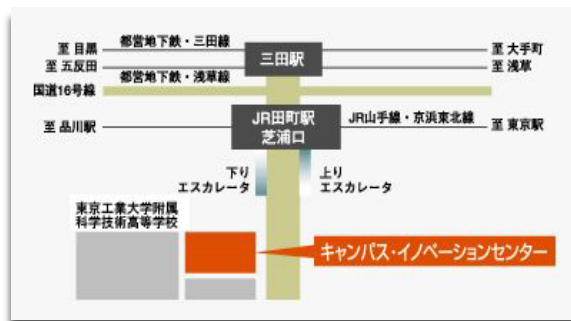 至 目黒 都営地下鉄・三田線 三田駅 至 大手町
至 五反田 至 浅草
都営地下鉄・浅草線
国道16号線
至 品川駅 JR田町駅 JR山手線・京浜東北線 至 東京駅
芝浦口
下り 上り
エスカレータ エスカレータ
東京工業大学附属
科学技術高等学校
キャンパス・イノベーションセンター